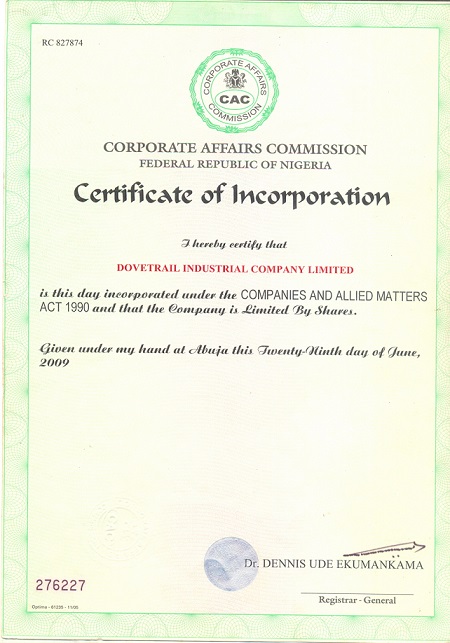 RC 827874
CORPORATE AFFAIRS
CAC
COMMISSION
CORPORATE AFFAIRS COMMISSION
FEDERAL REPUBLIC OF NIGERIA
Certificate of Incorporation
I hereby certify that
DOVETRAIL INDUSTRIAL COMPANY LIMITED
is this day incorporated under the COMPANIES AND ALLIED MATTERS
ACT 1990 and that the Company is Limited By Shares.
Given under my hand at Abuja this Twenty-Ninth day of June,
2009
Dr. DENNIS UDE EKUMANKAMA
276227
Registrar - General
Optima - 61235 - 11/05